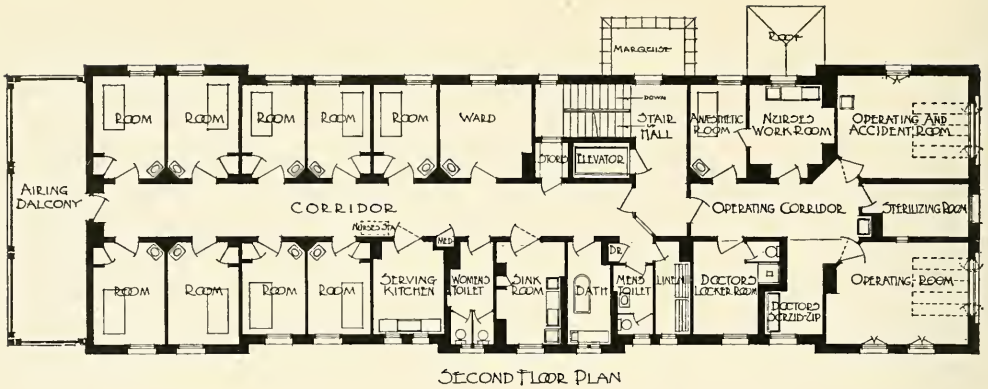 MARQUISE
ROOF
ROOM
ROOM
ROOM
ROOM
ROOM
WARD
DOWN
STAIR
HALL
UP
ANESTHETIC
ROOM
NURSES
WORK ROOM
OPERATING AND
ACCIDENT ROOM
STORS
ELEVATOR
AIRING
BALCONY
CORRIDOR
NURSES STA
OPERATING CORRIDOR
STERILIZING ROOM
MED
DR
ROOM
ROOM
ROOM
ROOM
SERVING
KITCHEN
WOMENS
TOILET
SINK
ROOM
BATH
MENS
TOILET
LINEN
DOCTORS
LOCKER ROOM
DOCTORS
SCRUB-UP
OPERATING ROOM
SECOND FLOOR PLAN